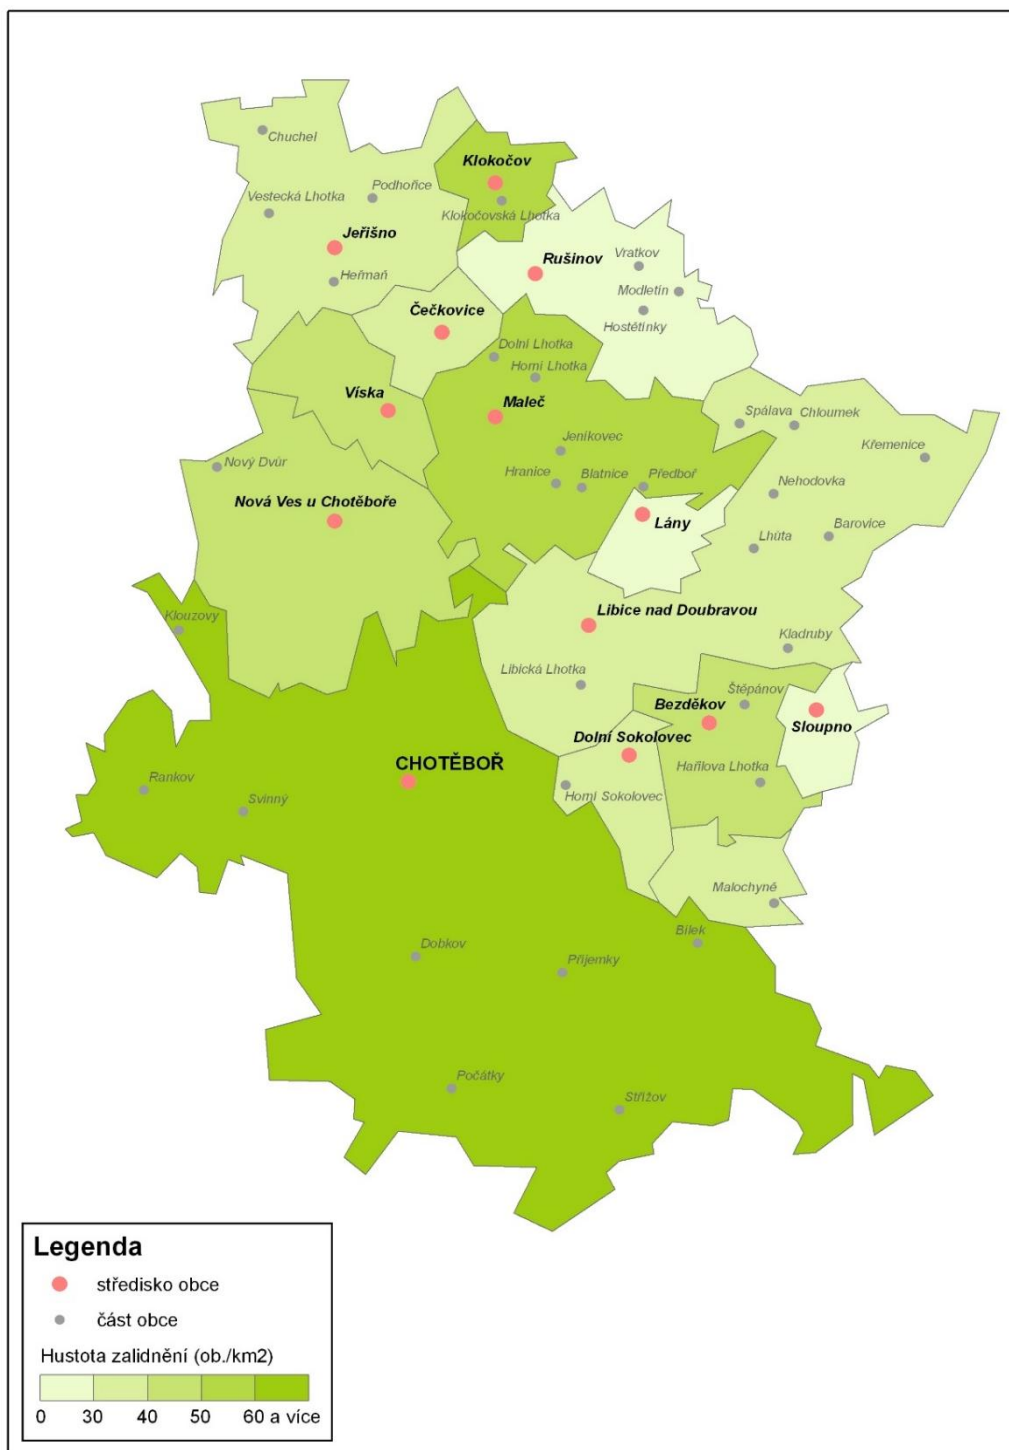 Chuchel
Klokočov
Podhořice
Vestecká Lhotka
Klokočovská Lhotka
Jeřišno
Vratkov
Rušinov
Heřmaň
Modletín
Čečkovice
Hostětínky
Dolní Lhotka
Horní Lhotka
Víska
Maleč
Spálava
Chloumek
Jeníkovec
Křemenice
Nový Dvůr
Hranice
Blatnice
Předboř
Nehodovka
Nová Ves u Chotěboře
Lány
Lhůta
Barovice
Libice nad Doubravou
Klouzovy
Kladruby
Libická Lhotka
Štěpánov
Bezděkov
Sloupno
Dolní Sokolovec
CHOTĚBOŘ
Haňlova Lhotka
Rankov
Horní Sokolovec
Svinný
Malochyně
Bílek
Dobkov
Příjemky
Počátky
Střížov
Legenda
středisko obce
část obce
Hustota zalidnění (ob./km2)
0 30 40 50 60 a více